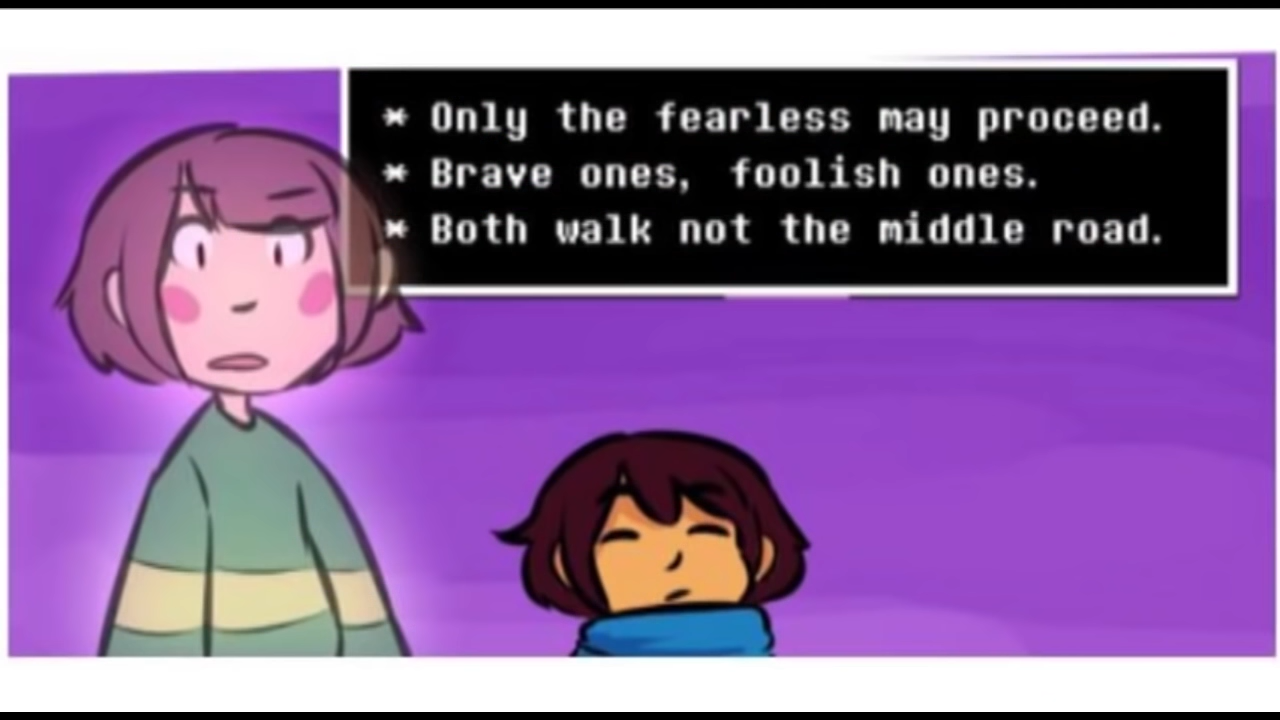 * Only the fearless may proceed.
* Brave ones, foolish ones.
* Both walk not the middle road.